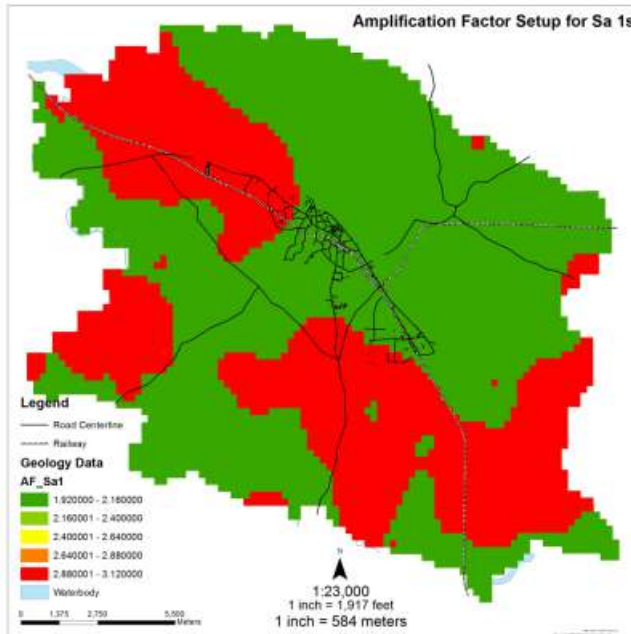 Amplification Factor Setup for Sa 1s
Legend
Road Centerline
Railway
Geology Data
AF_Sa1
1.920000 - 2.160000
2.160001 - 2.400000
2.400001 - 2.640000
2.640001 - 2.880000
2.880001 - 3.120000
Waterbody
0 1,375 2,750 5,500
Meters
N
1:23,000
1 inch = 1,917 feet
1 inch = 584 meters